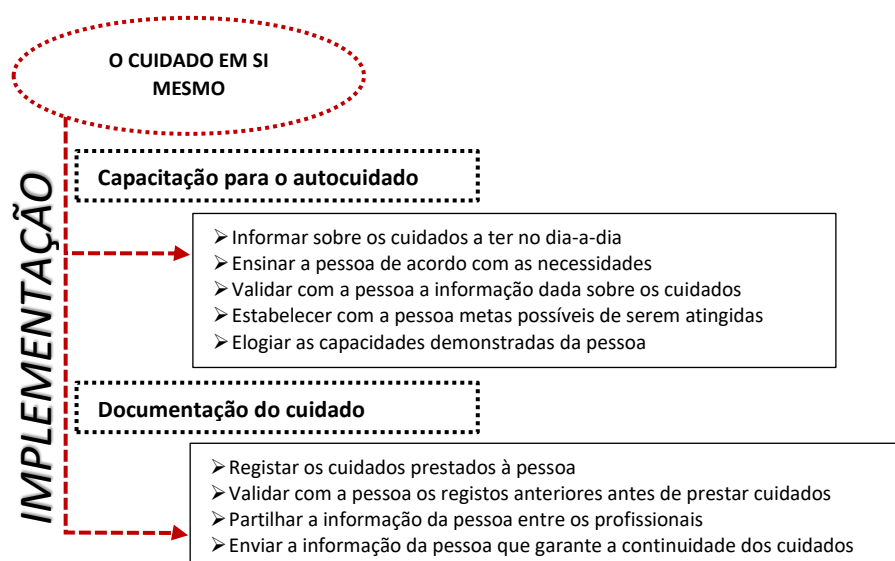 O CUIDADO EM SI
MESMO
IMPLEMENTAÇÃO
Capacitação para o autocuidado
➢ Informar sobre os cuidados a ter no dia-a-dia
➢ Ensinar a pessoa de acordo com as necessidades
➢ Validar com a pessoa a informação dada sobre os cuidados
➢ Estabelecer com a pessoa metas possíveis de serem atingidas
➢ Elogiar as capacidades demonstradas da pessoa
Documentação do cuidado
➢ Registar os cuidados prestados à pessoa
➢ Validar com a pessoa os registos anteriores antes de prestar cuidados
➢ Partilhar a informação da pessoa entre os profissionais
➢ Enviar a informação da pessoa que garante a continuidade dos cuidados